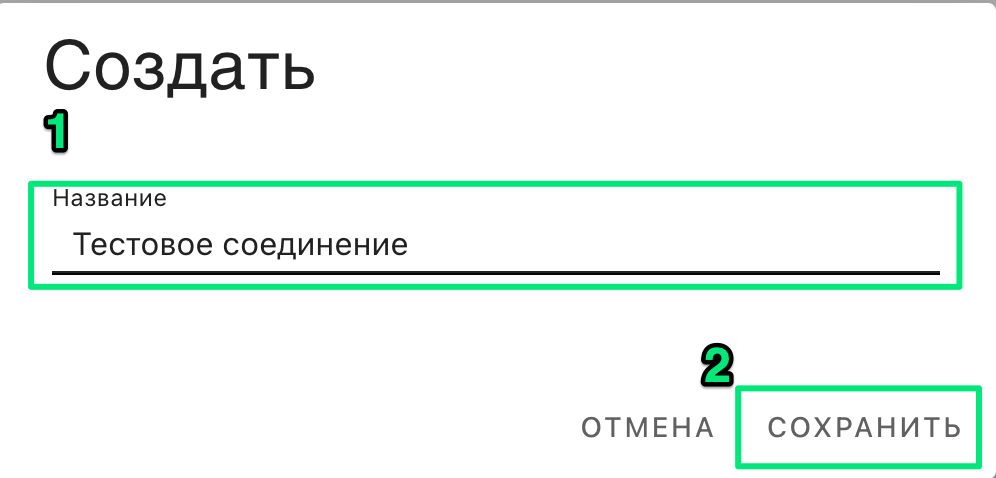 Создать
1
Название
Тестовое соединение
2
ОТМЕНА СОХРАНИТЬ